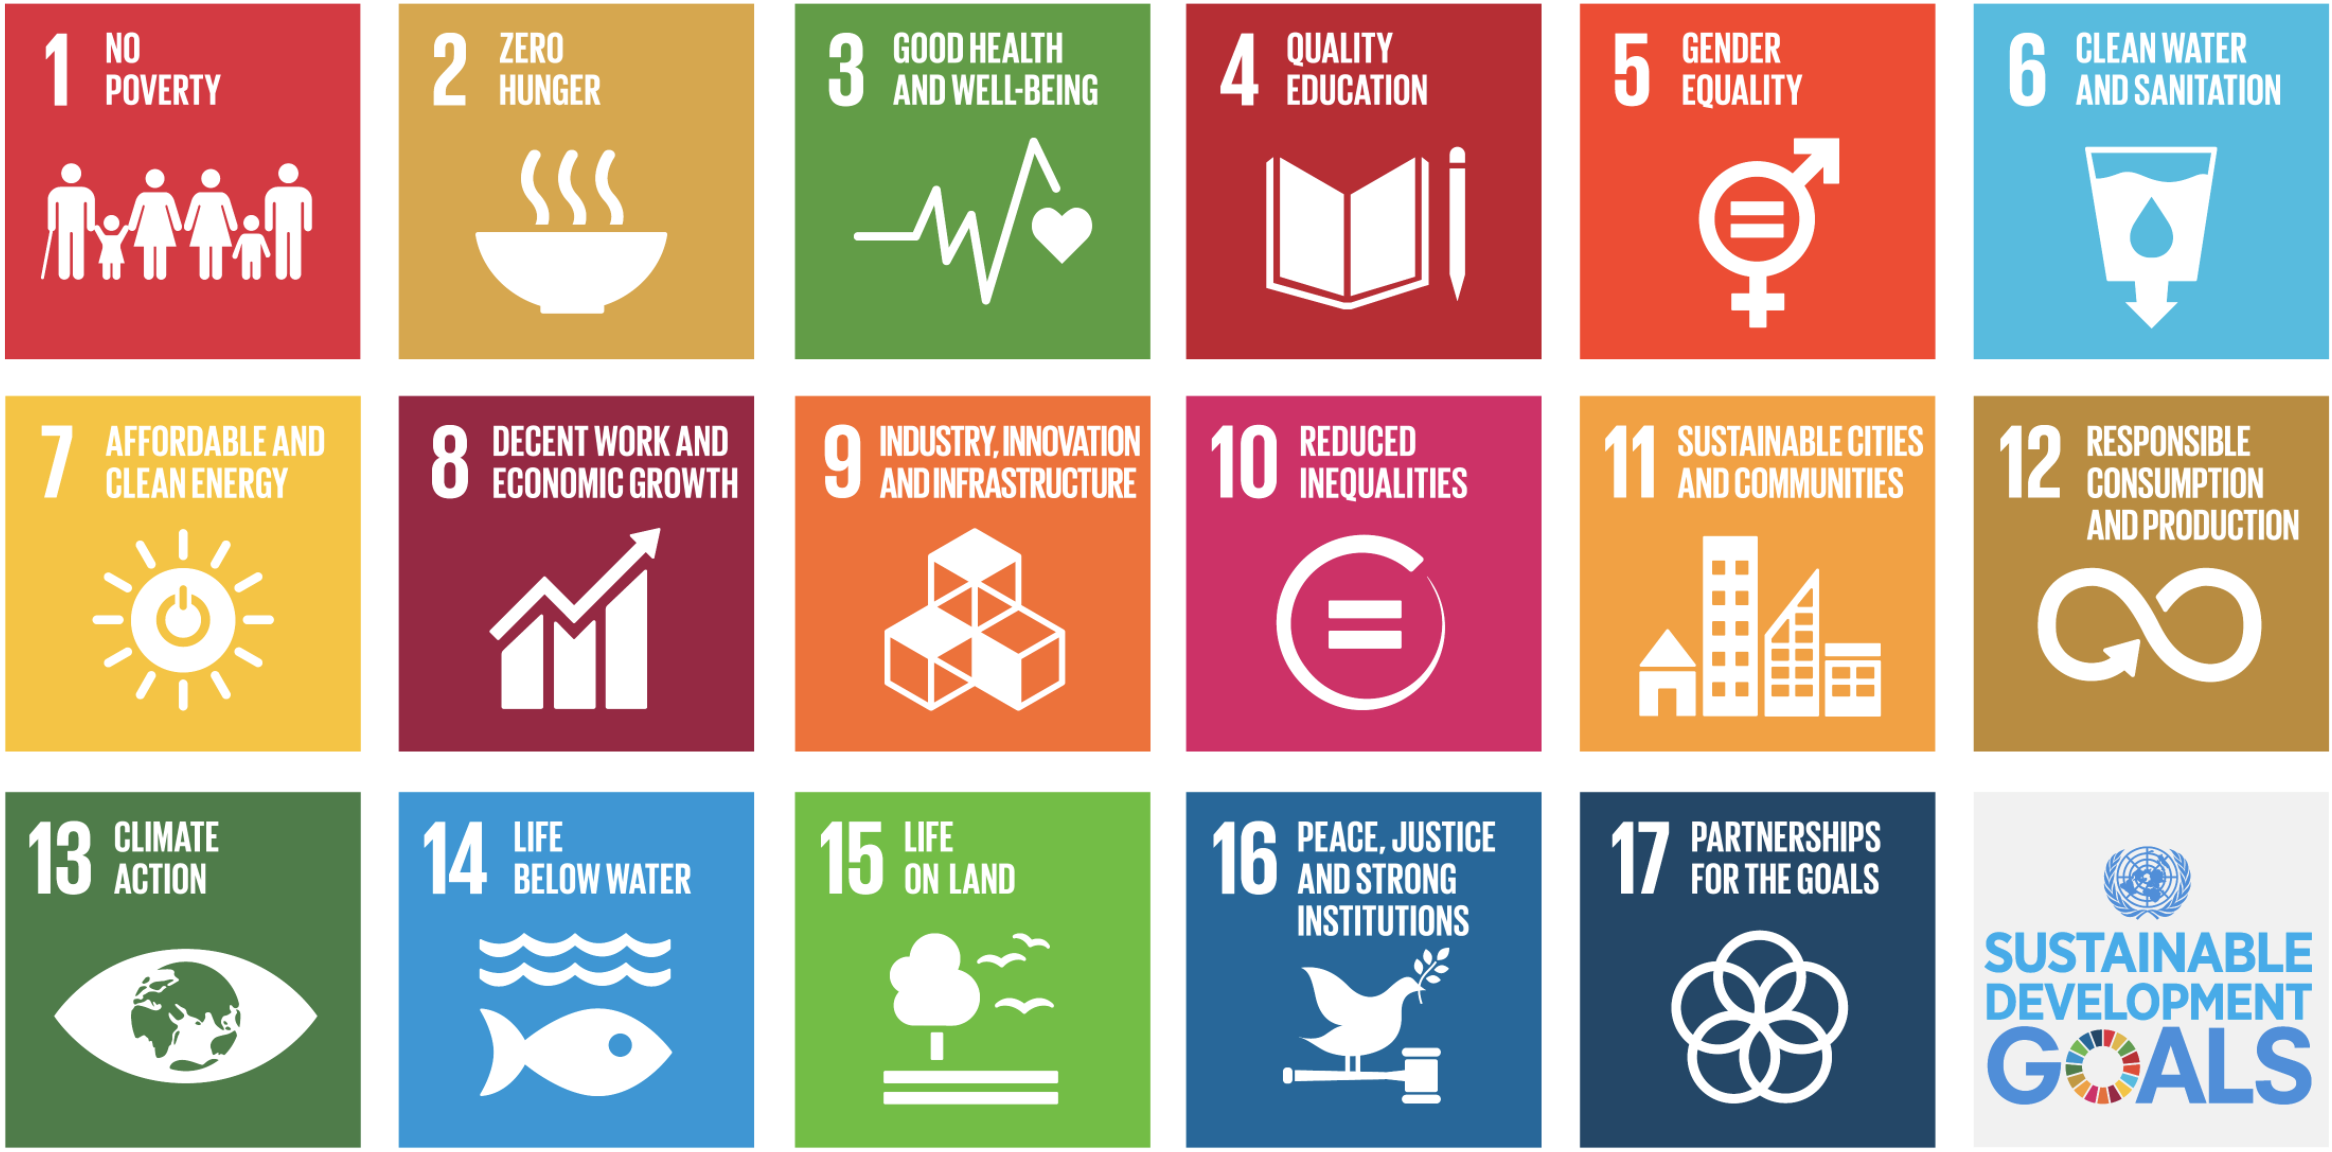 1 NO
POVERTY
2 ZERO
HUNGER
3 GOOD HEALTH
AND WELL-BEING
4 QUALITY
EDUCATION
5 GENDER
EQUALITY
6 CLEAN WATER
AND SANITATION
7 AFFORDABLE AND
CLEAN ENERGY
8 DECENT WORK AND
ECONOMIC GROWTH
9 INDUSTRY, INNOVATION
AND INFRASTRUCTURE
10 REDUCED
INEQUALITIES
11 SUSTAINABLE CITIES
AND COMMUNITIES
12 RESPONSIBLE
CONSUMPTION
AND PRODUCTION
13 CLIMATE
ACTION
14 LIFE
BELOW WATER
15 LIFE
ON LAND
16 PEACE, JUSTICE
AND STRONG
INSTITUTIONS
17 PARTNERSHIPS
FOR THE GOALS
SUSTAINABLE
DEVELOPMENT
GOALS